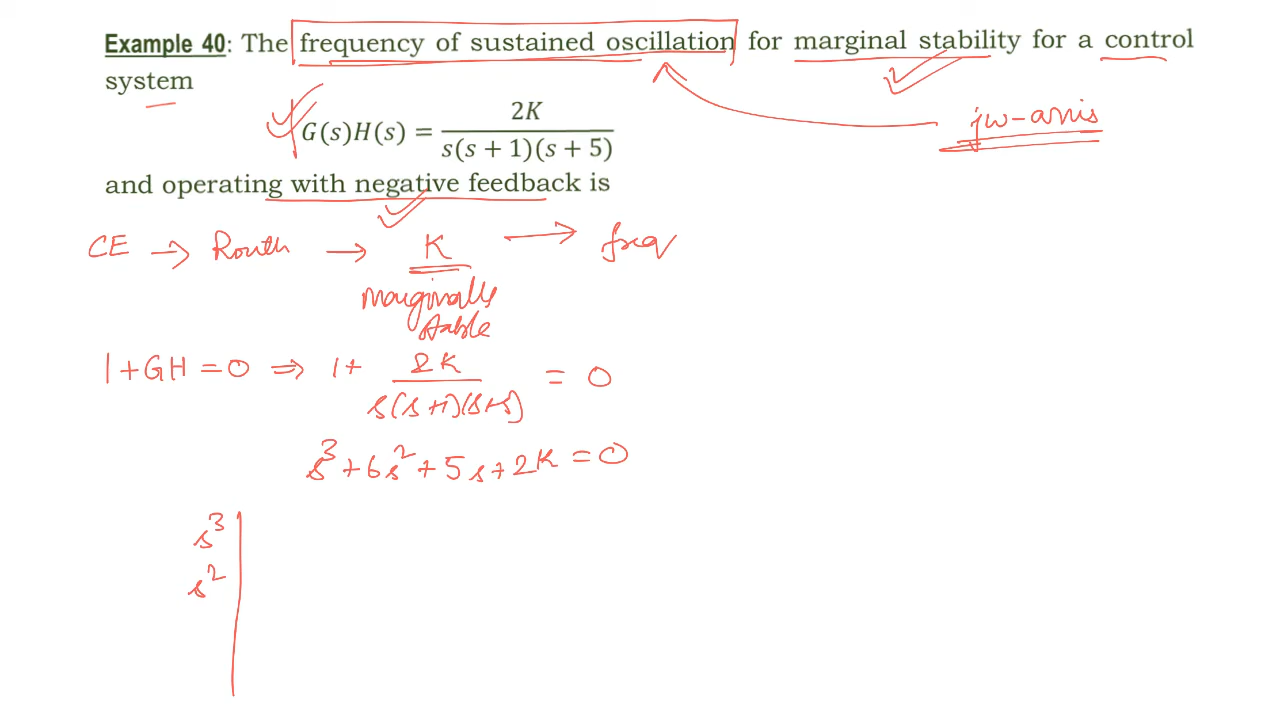 Example 40: The frequency of sustained oscillation for marginal stability for a control
system
G(s)H(s) = 2K / s(s + 1)(s + 5)
jw-axis
and operating with negative feedback is
CE → Routh → K → freq
marginally
stable
1+GH=0 ⇒ 1+ 2K / s(s+1)(s+5) = 0
s³+6s²+5s+2K=0
s³
s²